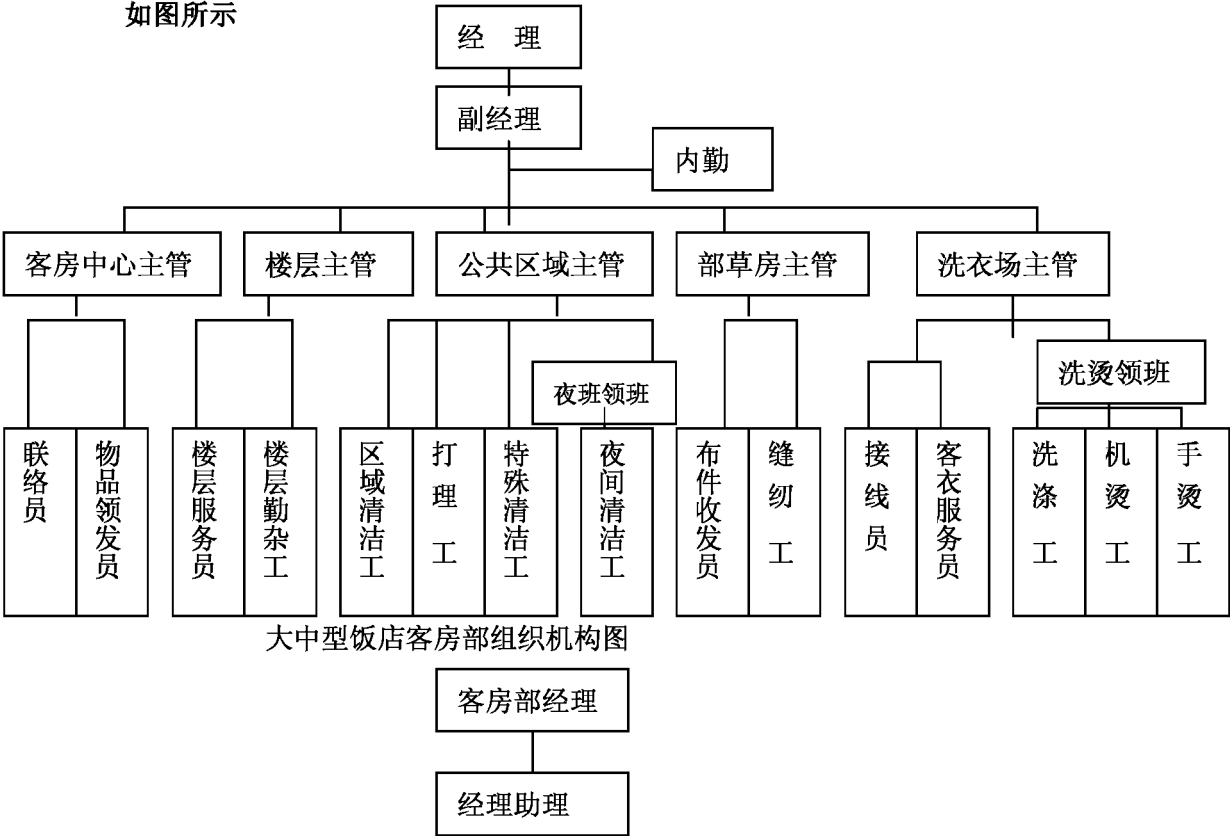 如图所示
经 理
副经理
内勤
客房中心主管
楼层主管
公共区域主管
部草房主管
洗衣场主管
夜班领班
洗烫领班
联络员
物品领发员
楼层服务员
楼层勤杂工
区域清洁工
打理工
特殊清洁工
夜间清洁工
布件收发员
缝纫工
接线员
客衣服务员
洗涤工
机烫工
手烫工
大中型饭店客房部组织机构图
客房部经理
经理助理